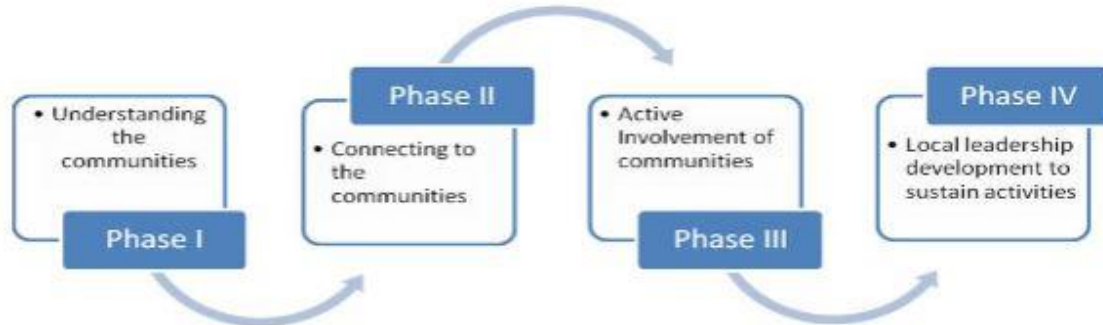 • Understanding
the
communities
Phase I
Phase II
• Connecting to
the
communities
• Active
Involvement of
communities
Phase III
Phase IV
• Local leadership
development to
sustain activities